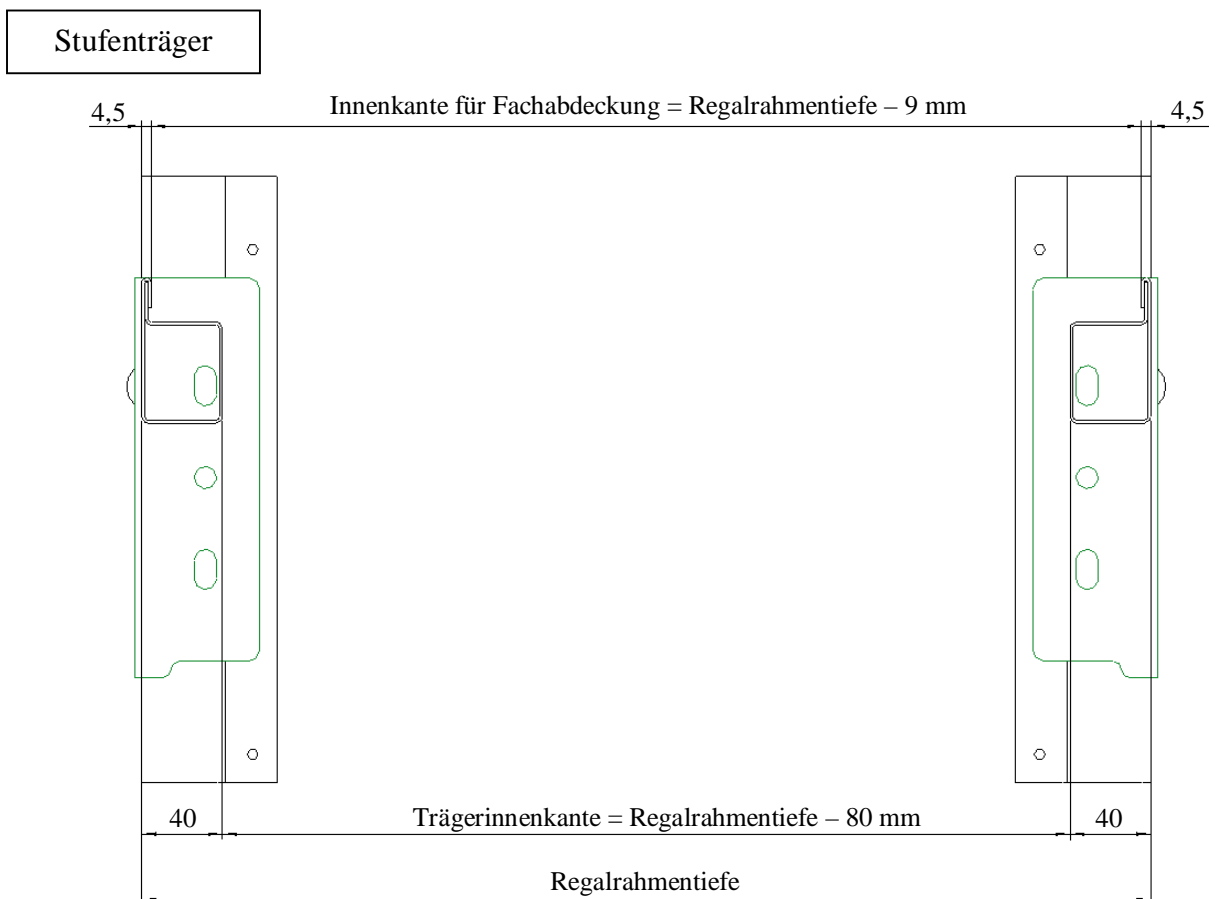 Stufenträger
4,5
Innenkante für Fachabdeckung = Regalrahmentiefe – 9 mm
4,5
40
Trägerinnenkante = Regalrahmentiefe – 80 mm
40
Regalrahmentiefe